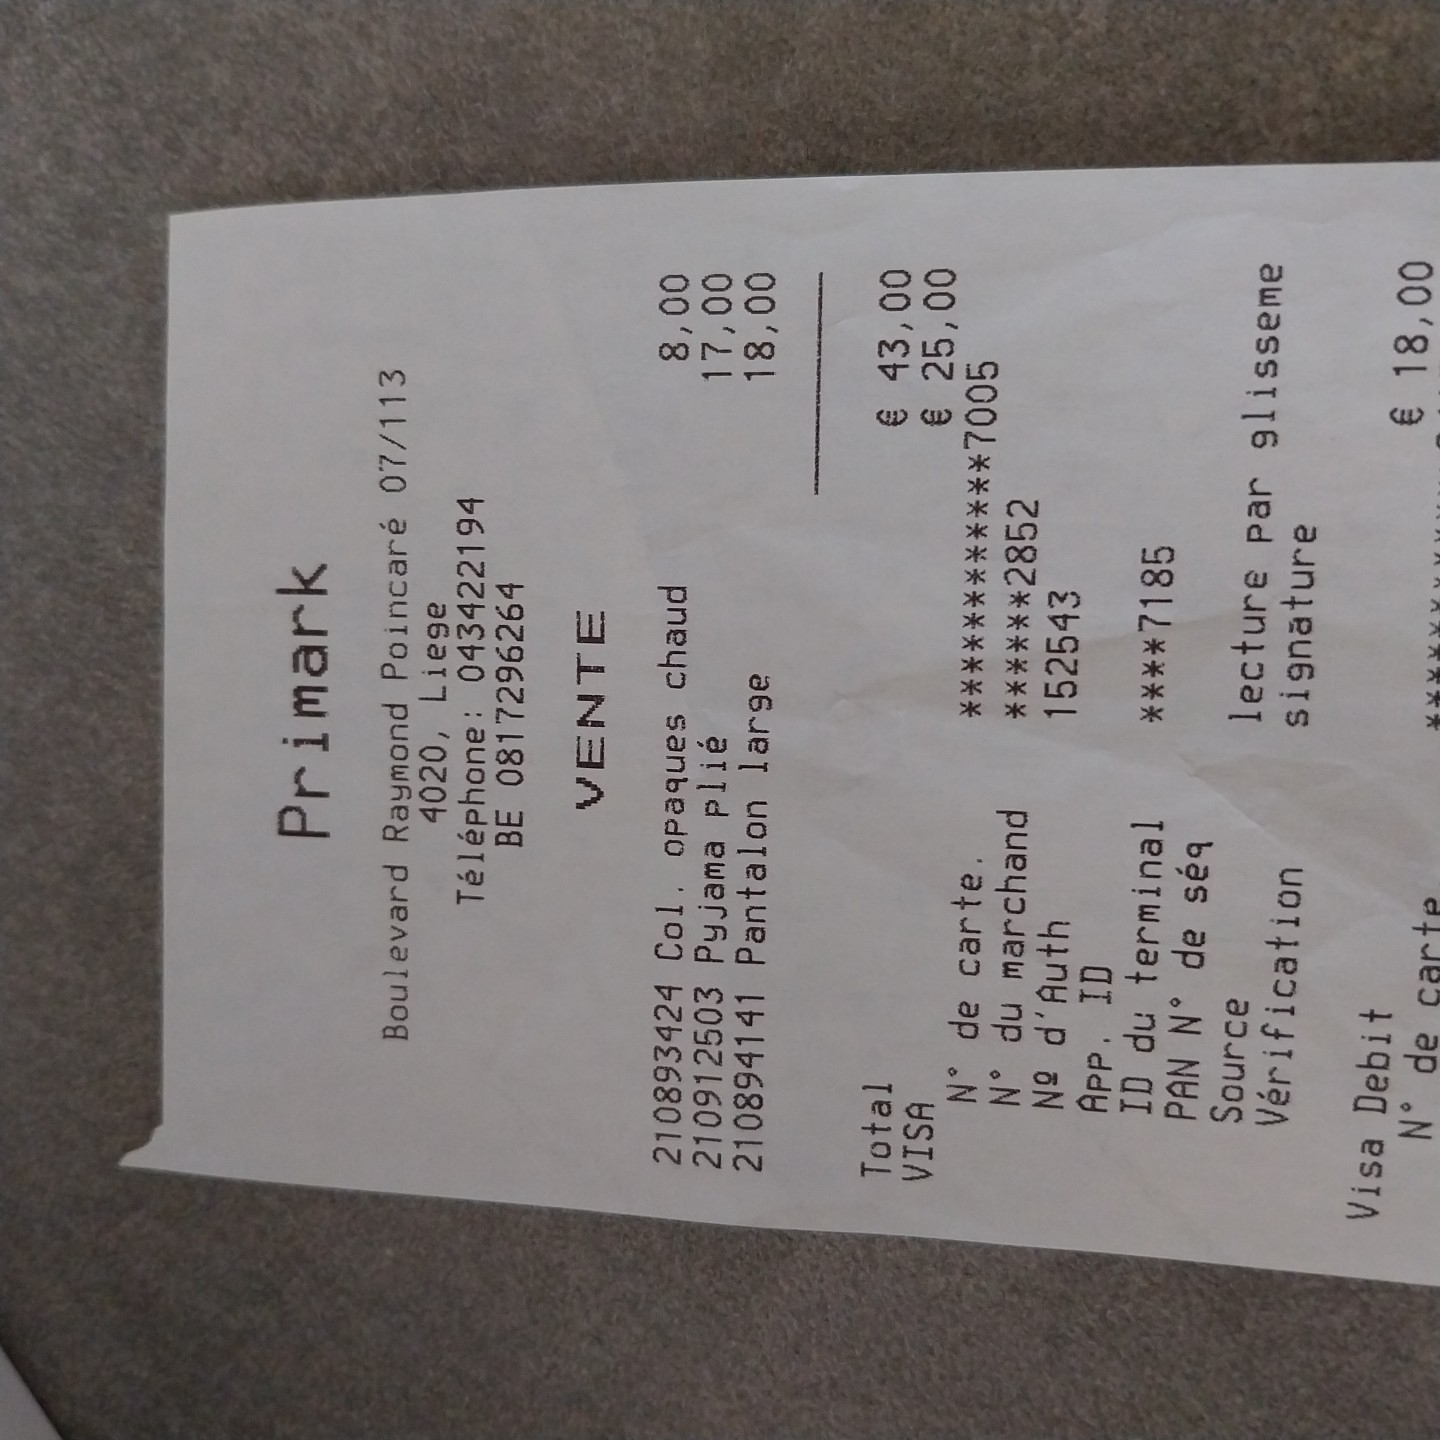 Primark
Boulevard Raymond Poincaré 07/113
4020, Liege
Téléphone: 043422194
BE 0817296264
VENTE
210893424 Col. opaques chaud 8,00
210912503 Pyjama plié 17,00
210894141 Pantalon large 18,00
Total € 43,00
VISA € 25,00
N° de carte. ************7005
N° du marchand ******2852
Nº d'Auth 152543
App. ID
ID du terminal ****7185
PAN N° de séq
Source lecture par glisseme
Vérification signature
Visa Debit € 18,00
N° de carte